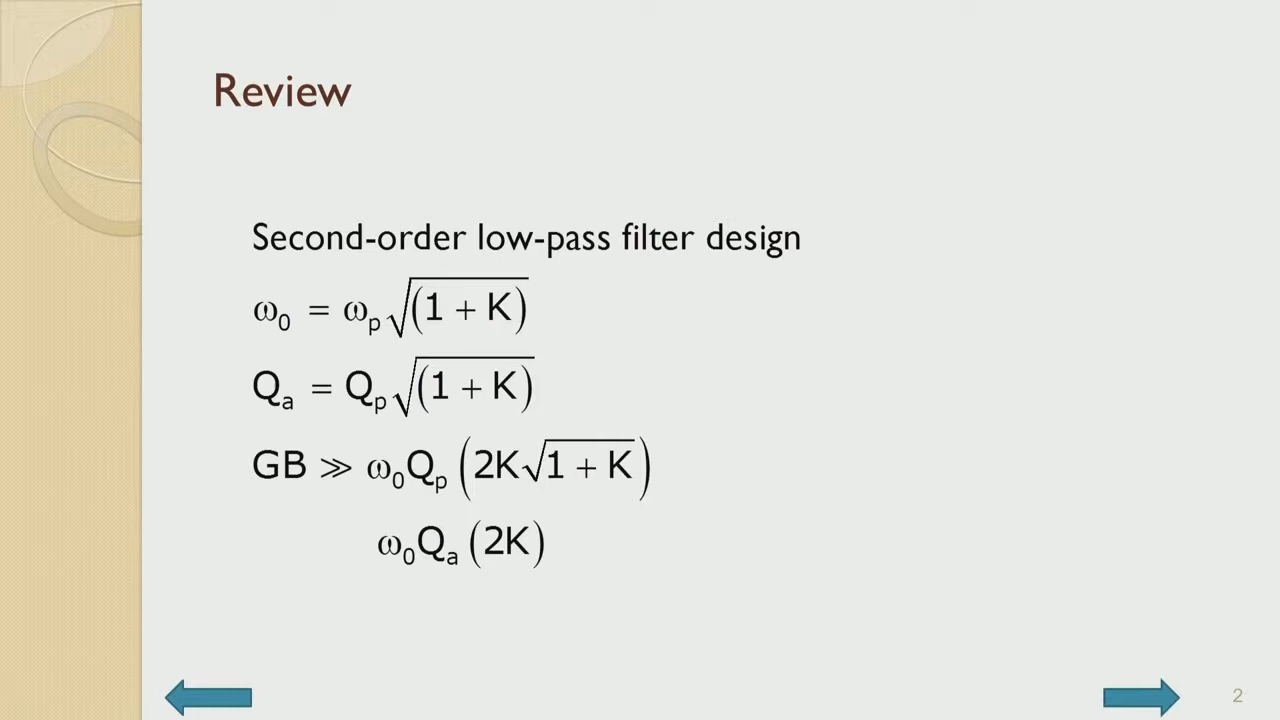 Review
Second-order low-pass filter design
ω₀ = ωₚ√(1 + K)
Qₐ = Qₚ√(1 + K)
GB ≫ ω₀Qₚ(2K√1 + K)
ω₀Qₐ(2K)
2